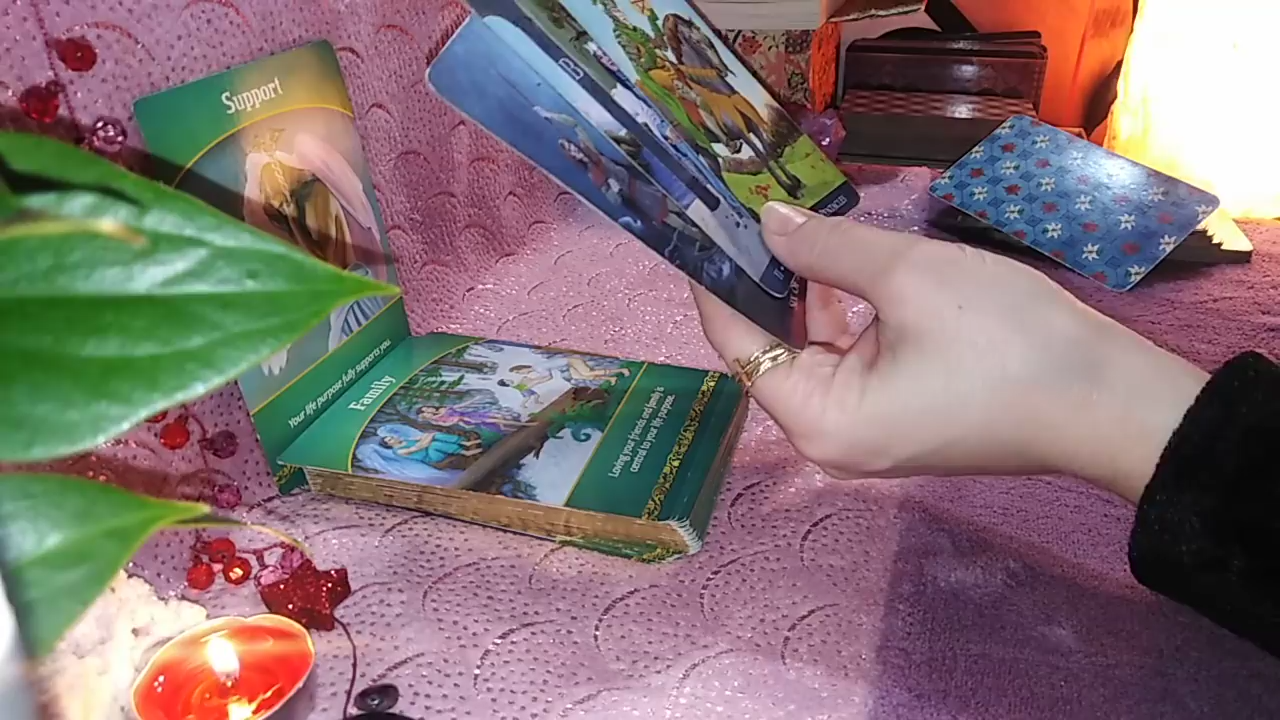 Support
Your life purpose fully supports you
Family
Loving your friends and family is
central to your life purpose.